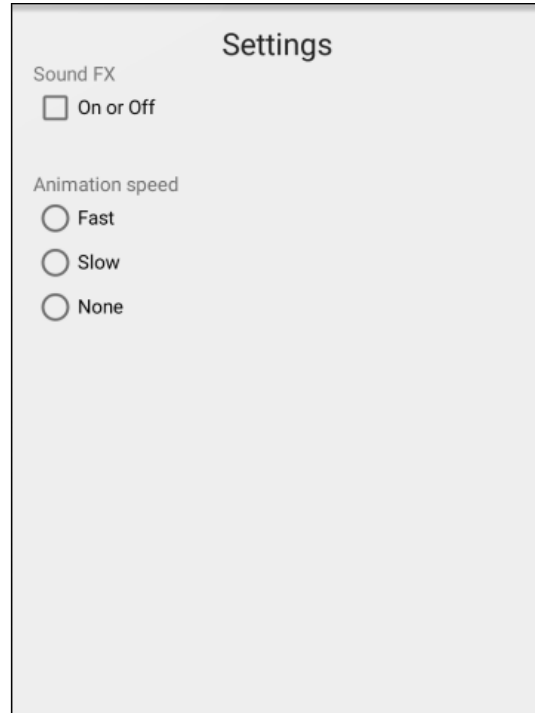 Settings
Sound FX
On or Off
Animation speed
Fast
Slow
None